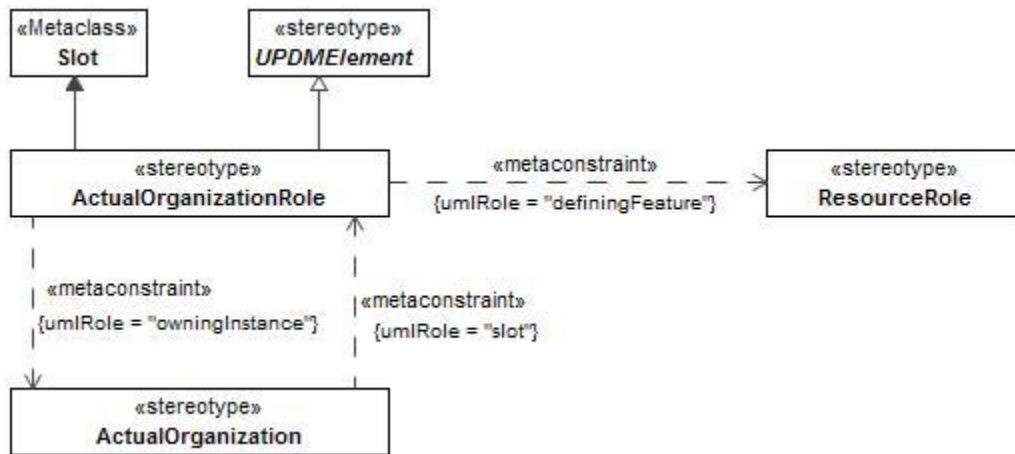 «Metaclass»
Slot
«stereotype»
UPDMElement
«stereotype»
ActualOrganizationRole
«metaconstraint»
{umlRole = "definingFeature"}
«stereotype»
ResourceRole
«metaconstraint»
{umlRole = "owningInstance"}
«metaconstraint»
{umlRole = "slot"}
«stereotype»
ActualOrganization